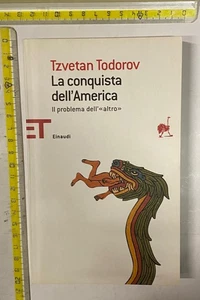 Tzvetan Todorov
La conquista
dell'America
Il problema dell'«altro»
ET
Einaudi